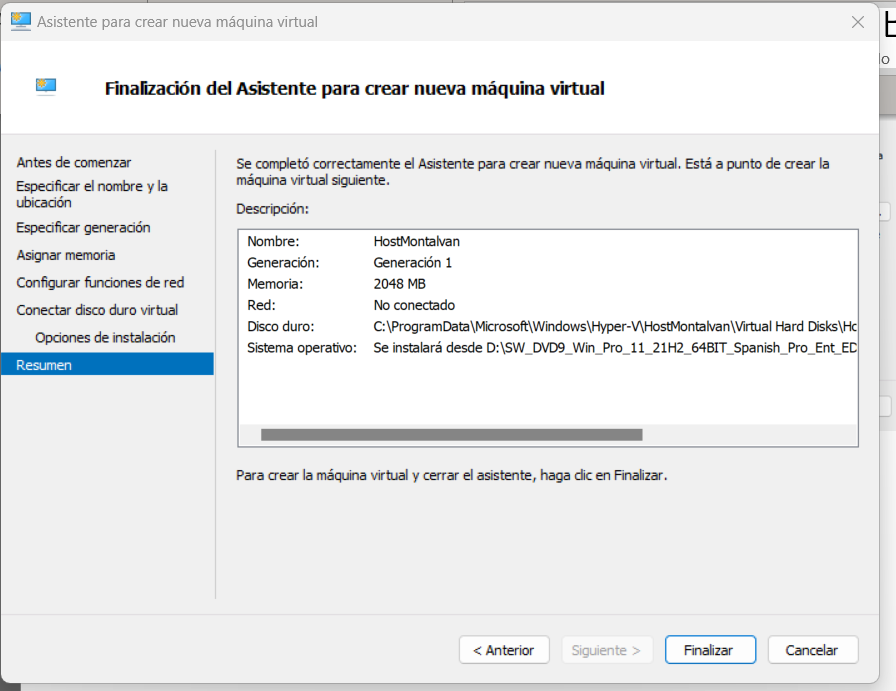 Asistente para crear nueva máquina virtual
Finalización del Asistente para crear nueva máquina virtual
Antes de comenzar
Especificar el nombre y la
ubicación
Especificar generación
Asignar memoria
Configurar funciones de red
Conectar disco duro virtual
Opciones de instalación
Resumen
Se completó correctamente el Asistente para crear nueva máquina virtual. Está a punto de crear la
máquina virtual siguiente.
Descripción:
Nombre: HostMontalvan
Generación: Generación 1
Memoria: 2048 MB
Red: No conectado
Disco duro: C:\ProgramData\Microsoft\Windows\Hyper-V\HostMontalvan\Virtual Hard Disks\Ho
Sistema operativo: Se instalará desde D:\SW_DVD9_Win_Pro_11_21H2_64BIT_Spanish_Pro_Ent_ED
Para crear la máquina virtual y cerrar el asistente, haga clic en Finalizar.
< Anterior
Siguiente >
Finalizar
Cancelar